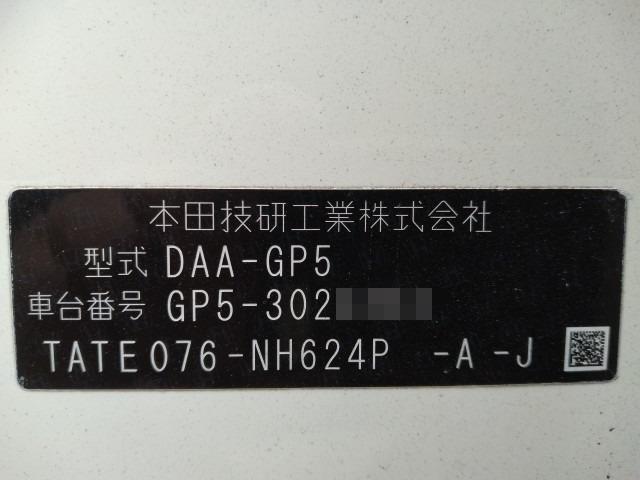 本田技研工業株式会社
型式 DAA-GP5
車台番号 GP5-302
TATE076-NH624P -A-J